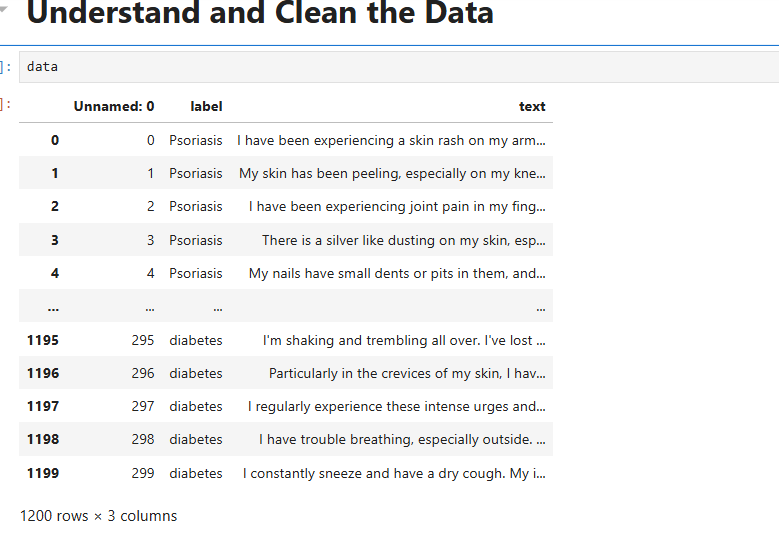 Understand and Clean the Data
]: data
]: Unnamed: 0 label text
0 0 Psoriasis I have been experiencing a skin rash on my arm...
1 1 Psoriasis My skin has been peeling, especially on my kne...
2 2 Psoriasis I have been experiencing joint pain in my fing...
3 3 Psoriasis There is a silver like dusting on my skin, esp...
4 4 Psoriasis My nails have small dents or pits in them, and...
... ... ... ...
1195 295 diabetes I'm shaking and trembling all over. I've lost ...
1196 296 diabetes Particularly in the crevices of my skin, I hav...
1197 297 diabetes I regularly experience these intense urges and...
1198 298 diabetes I have trouble breathing, especially outside. ...
1199 299 diabetes I constantly sneeze and have a dry cough. My i...
1200 rows × 3 columns